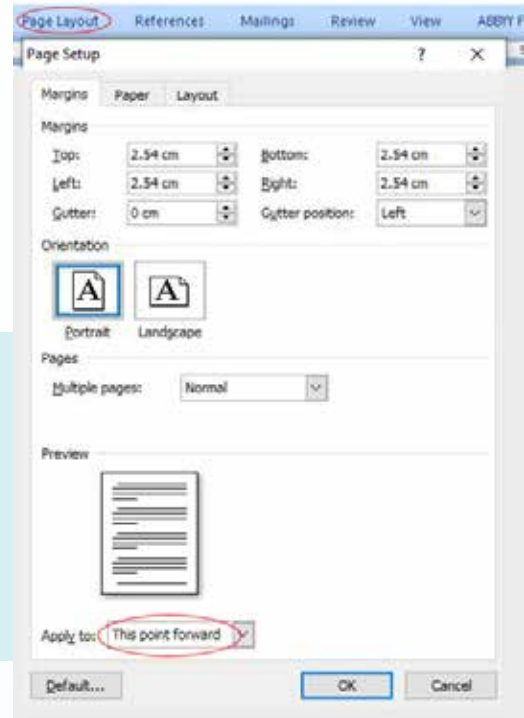 Page Layout References Mailings Review View ABBYY F
Page Setup ? ×
Margins Paper Layout
Margins
Top: 2.54 cm Bottom: 2.54 cm
Left: 2.54 cm Right: 2.54 cm
Gutter: 0 cm Gutter position: Left
Orientation
A A
Portrait Landscape
Pages
Multiple pages: Normal
Preview
Apply to: This point forward
Default... OK Cancel